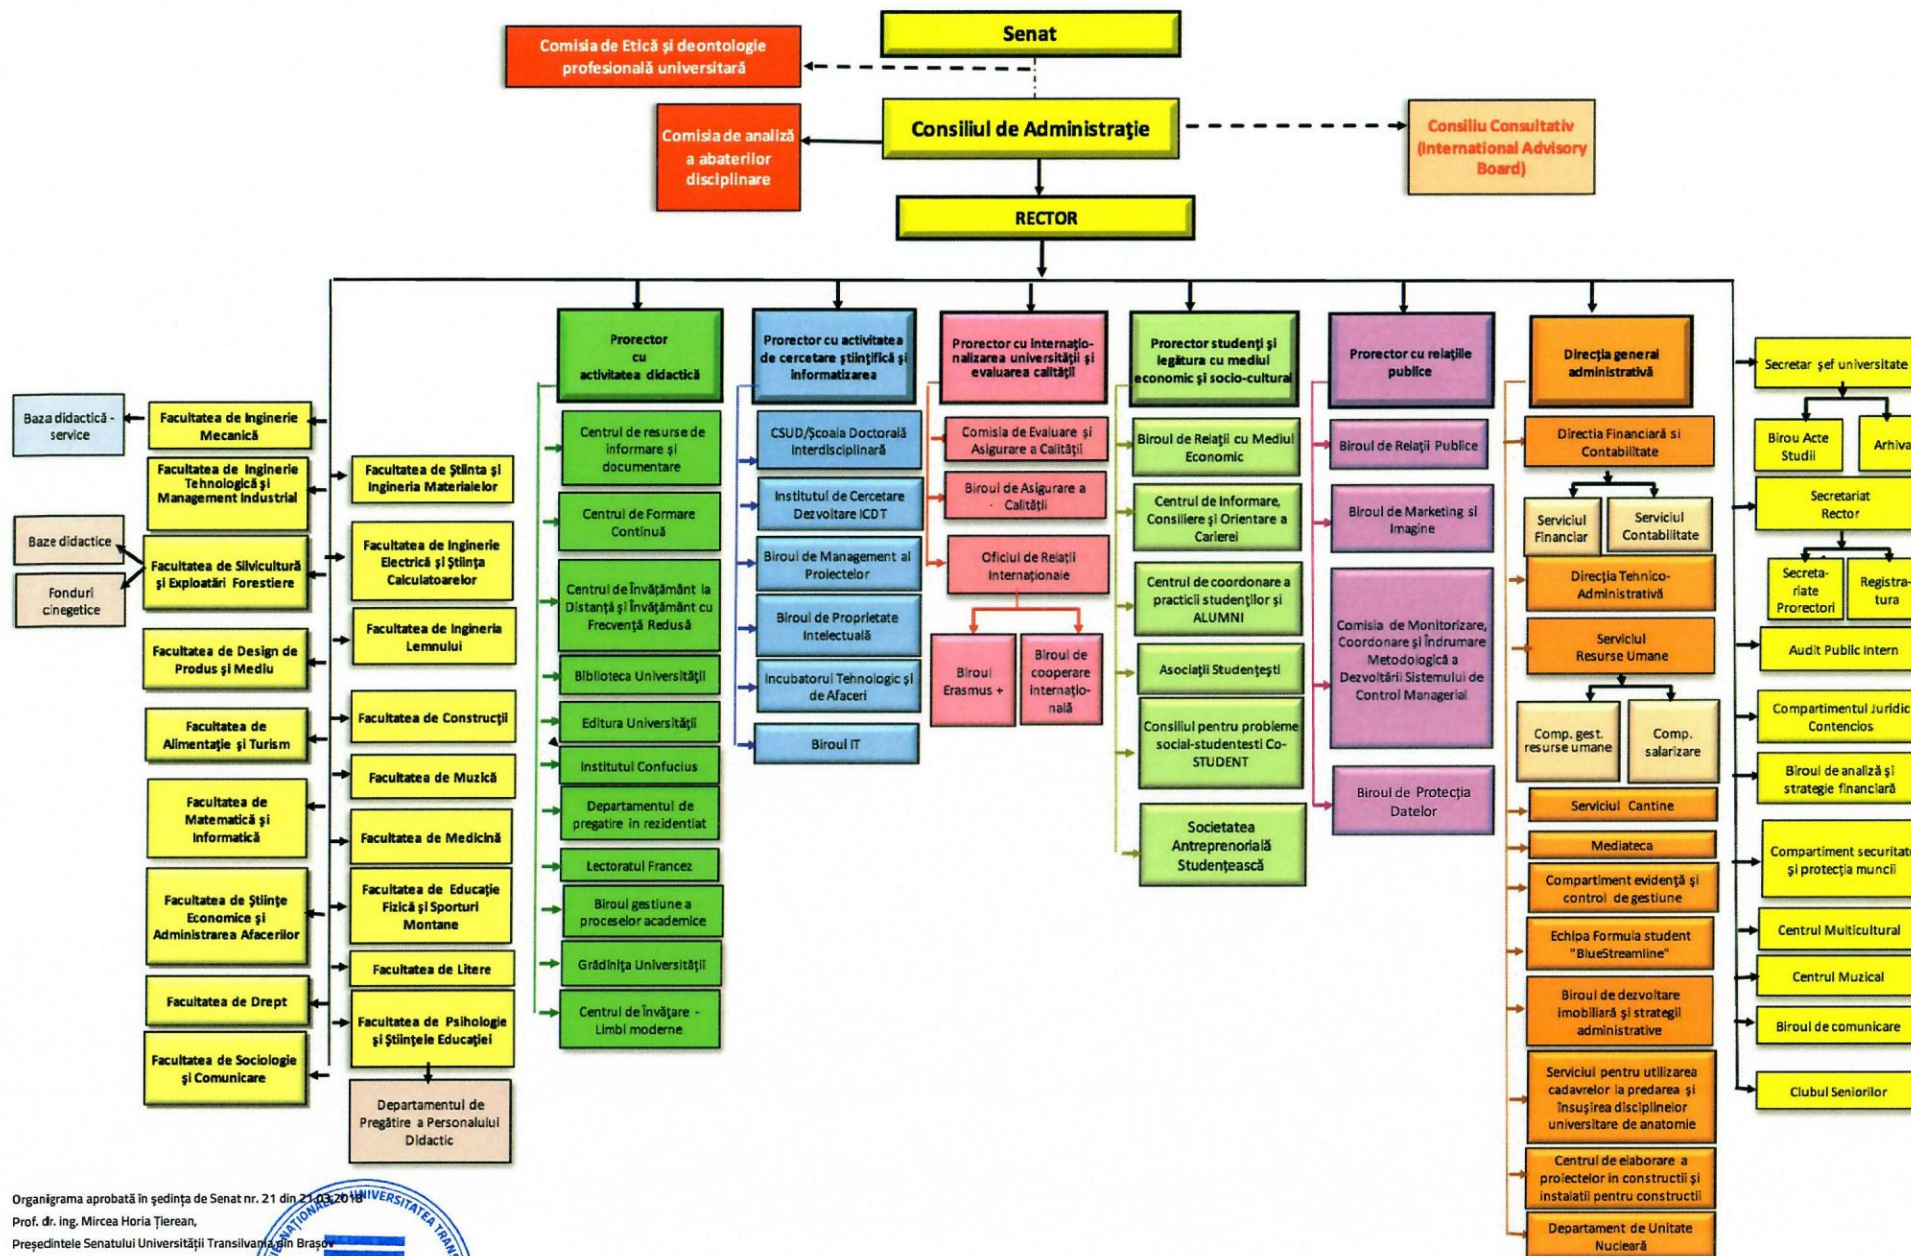 Senat
Comisia de Etică și deontologie
profesională universitară
Consiliul de Administrație
Comisia de analiză
a abaterilor
disciplinare
Consiliu Consultativ
(International Advisory
Board)
RECTOR
Baza didactică -
service
Facultatea de Inginerie
Mecanică
Facultatea de Inginerie
Tehnologică și
Management Industrial
Baze didactice
Fonduri
cinegetice
Facultatea de Silvicultură
și Exploatări Forestiere
Facultatea de Design de
Produs și Mediu
Facultatea de
Alimentație și Turism
Facultatea de
Matematică și
Informatică
Facultatea de Științe
Economice și
Administrarea Afacerilor
Facultatea de Drept
Facultatea de Sociologie
și Comunicare
Facultatea de Știința și
Ingineria Materialelor
Facultatea de Inginerie
Electrică și Știința
Calculatoarelor
Facultatea de Ingineria
Lemnului
Facultatea de Construcții
Facultatea de Muzică
Facultatea de Medicină
Facultatea de Educație
Fizică și Sporturi
Montane
Facultatea de Litere
Facultatea de Psihologie
și Științele Educației
Departamentul de
Pregătire a Personalului
Didactic
Prorector
cu
activitatea didactică
Centrul de resurse de
informare și
documentare
Centrul de Formare
Continuă
Centrul de Învățământ la
Distanță și Învățământ cu
Frecvență Redusă
Biblioteca Universității
Editura Universității
Institutul Confucius
Departamentul de
pregatire in rezidentiat
Lectoratul Francez
Biroul gestiune a
proceselor academice
Grădinița Universității
Centrul de Învățare -
Limbi moderne
Prorector cu activitatea
de cercetare științifică și
informatizarea
CSUD/Școala Doctorală
Interdisciplinară
Institutul de Cercetare
Dezvoltare ICDT
Biroul de Management al
Proiectelor
Biroul de Proprietate
Intelectuală
Incubatorul Tehnologic și
de Afaceri
Biroul IT
Prorector cu internațio-
nalizarea universității și
evaluarea calității
Comisia de Evaluare și
Asigurare a Calității
Biroul de Asigurare a
- Calității
Oficiul de Relații
Internaționale
Biroul
Erasmus +
Biroul de
cooperare
internațio-
nală
Prorector studenți și
legătura cu mediul
economic și socio-cultural
Biroul de Relații cu Mediul
Economic
Centrul de Informare,
Consiliere și Orientare a
Carierei
Centrul de coordonare a
practicii studenților și
ALUMNI
Asociații Studențești
Consiliul pentru probleme
social-studentesti Co-
STUDENT
Societatea
Antreprenorială
Studențească
Prorector cu relațiile
publice
Biroul de Relații Publice
Biroul de Marketing si
Imagine
Comisia de Monitorizare,
Coordonare și Îndrumare
Metodologică a
Dezvoltării Sistemului de
Control Managerial
Biroul de Protecția
Datelor
Direcția general
administrativă
Directia Financiară si
Contabilitate
Serviciul
Financiar
Serviciul
Contabilitate
Direcția Tehnico-
Administrativă
Serviciul
Resurse Umane
Comp. gest.
resurse umane
Comp.
salarizare
Serviciul Cantine
Mediateca
Compartiment evidență și
control de gestiune
Echipa Formula student
"BlueStreamline"
Biroul de dezvoltare
imobiliară și strategii
administrative
Serviciul pentru utilizarea
cadavrelor la predarea și
însușirea disciplinelor
universitare de anatomie
Centrul de elaborare a
proiectelor in constructii și
instalatii pentru constructii
Departament de Unitate
Nucleară
Secretar șef universitate
Birou Acte
Studii
Arhiva
Secretariat
Rector
Secreta-
riate
Prorectori
Registra-
tura
Audit Public Intern
Compartimentul Juridic
Contencios
Biroul de analiză și
strategie financiară
Compartiment securitate
și protecția muncii
Centrul Multicultural
Centrul Muzical
Biroul de comunicare
Clubul Seniorilor
Organigrama aprobată în ședința de Senat nr. 21 din 21.03.2018
Prof. dr. ing. Mircea Horia Țierean,
Președintele Senatului Universității Transilvania din Brașov
UNIVERSITATEA